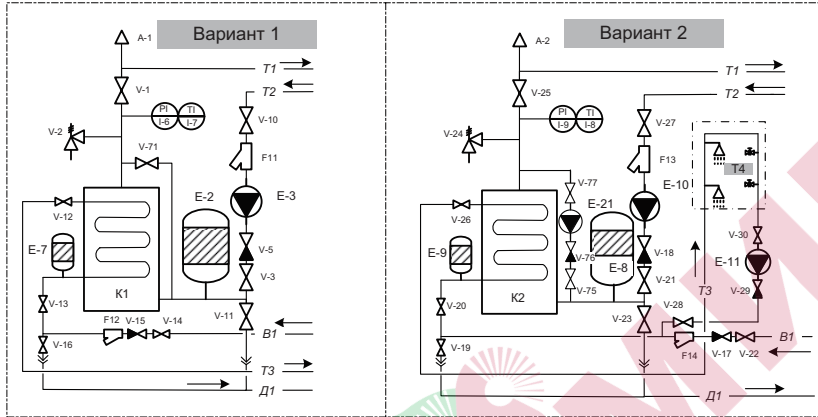 Вариант 1
A-1
T1
V-1
T2
PI
TI
I-6
I-7
V-10
V-2
V-71
F11
E-2
E-3
V-12
E-7
V-5
V-3
K1
V-13
V-11
F12
V-15
V-14
B1
V-16
T3
Д1
Вариант 2
A-2
T1
V-25
T2
PI
TI
I-9
I-8
V-27
V-24
F13
T4
V-77
E-10
E-21
V-26
V-30
E-9
V-76
V-18
E-11
E-8
V-75
V-21
V-29
K2
T3
V-20
V-28
V-23
B1
V-19
F14
V-17
V-22
Д1